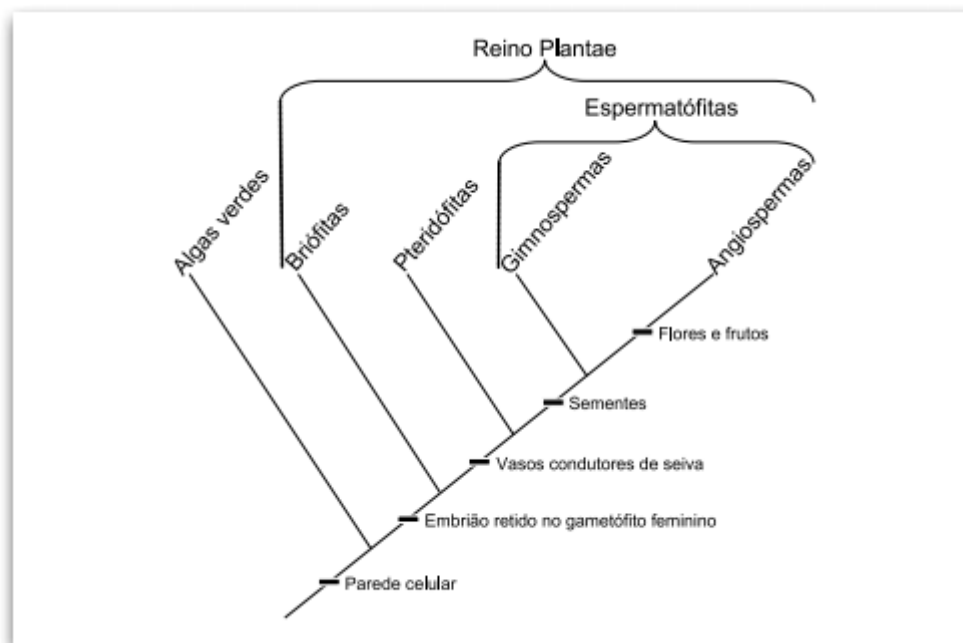 Reino Plantae
Espermatófitas
Algas verdes
Briófitas
Pteridófitas
Gimnospermas
Angiospermas
Flores e frutos
Sementes
Vasos condutores de seiva
Embrião retido no gametófito feminino
Parede celular